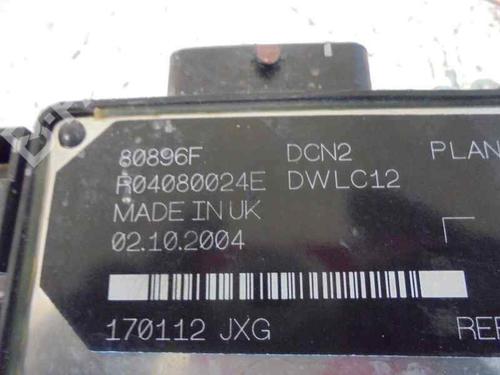 80896F DCN2 PLAN
R04080024E DWLC12
MADE IN UK
02.10.2004
170112 JXG REF